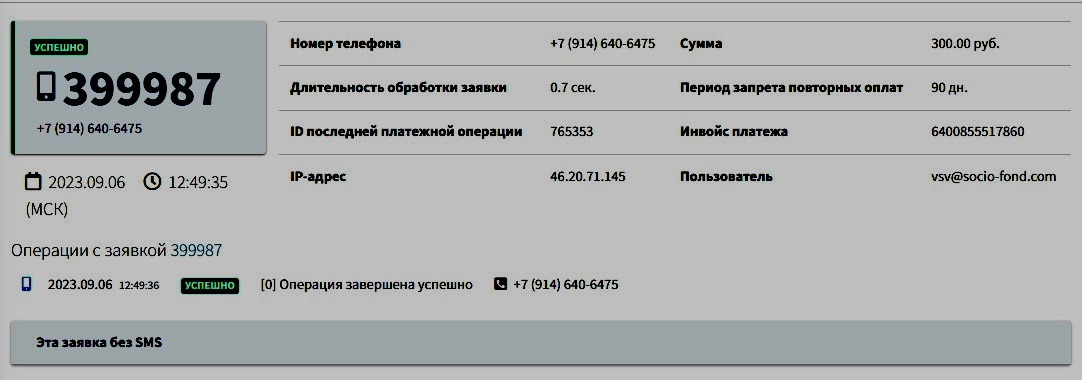 УСПЕШНО
399987
+7 (914) 640-6475
2023.09.06 12:49:35
(МСК)
Номер телефона +7 (914) 640-6475 Сумма 300.00 руб.
Длительность обработки заявки 0.7 сек. Период запрета повторных оплат 90 дн.
ID последней платежной операции 765353 Инвойс платежа 6400855517860
IP-адрес 46.20.71.145 Пользователь vsv@socio-fond.com
Операции с заявкой 399987
2023.09.06 12:49:36 УСПЕШНО [0] Операция завершена успешно +7 (914) 640-6475
Эта заявка без SMS